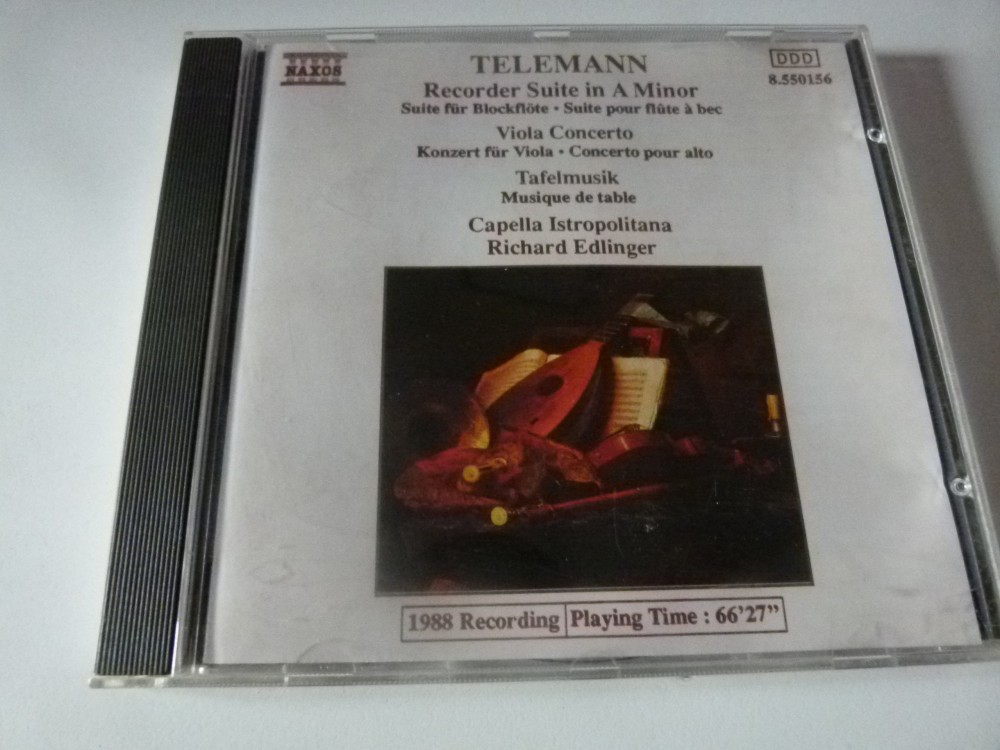 NAXOS
TELEMANN
DDD
8.550156
Recorder Suite in A Minor
Suite für Blockflöte • Suite pour flûte à bec
Viola Concerto
Konzert für Viola • Concerto pour alto
Tafelmusik
Musique de table
Capella Istropolitana
Richard Edlinger
1988 Recording Playing Time : 66'27"